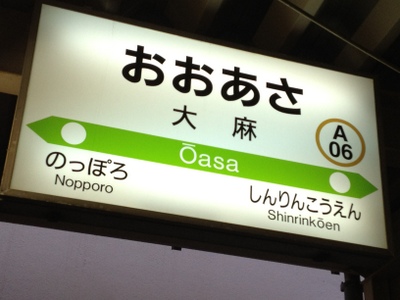 おおあさ
大麻
A
06
Ōasa
のっぽろ
Nopporo
しんりんこうえん
Shinrinkōen